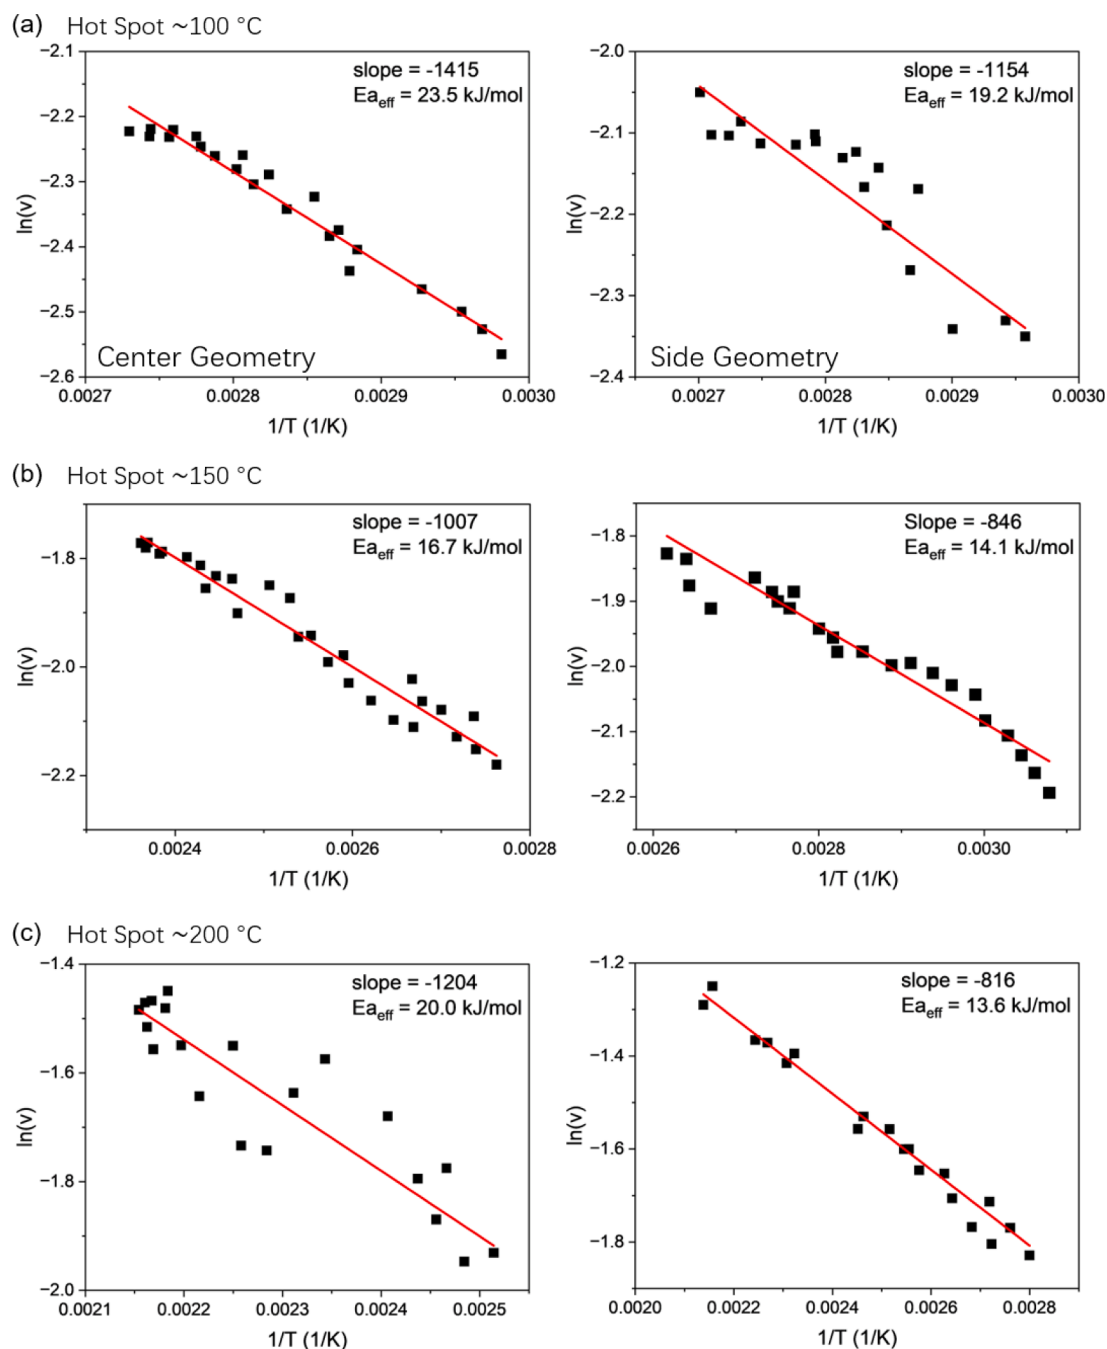 (a) Hot Spot ~100 °C
slope = -1415
Ea_eff = 23.5 kJ/mol
−2.1
−2.2
−2.3
−2.4
−2.5
−2.6
ln(v)
Center Geometry
0.0027 0.0028 0.0029 0.0030
1/T (1/K)
slope = -1154
Ea_eff = 19.2 kJ/mol
−2.0
−2.1
−2.2
−2.3
−2.4
ln(v)
Side Geometry
0.0027 0.0028 0.0029 0.0030
1/T (1/K)
(b) Hot Spot ~150 °C
slope = -1007
Ea_eff = 16.7 kJ/mol
−1.8
−2.0
−2.2
ln(v)
0.0024 0.0026 0.0028
1/T (1/K)
Slope = -846
Ea_eff = 14.1 kJ/mol
−1.8
−1.9
−2.0
−2.1
−2.2
ln(v)
0.0026 0.0028 0.0030
1/T (1/K)
(c) Hot Spot ~200 °C
slope = -1204
Ea_eff = 20.0 kJ/mol
−1.4
−1.6
−1.8
−2.0
ln(v)
0.0021 0.0022 0.0023 0.0024 0.0025
1/T (1/K)
slope = -816
Ea_eff = 13.6 kJ/mol
−1.2
−1.4
−1.6
−1.8
ln(v)
0.0020 0.0022 0.0024 0.0026 0.0028
1/T (1/K)